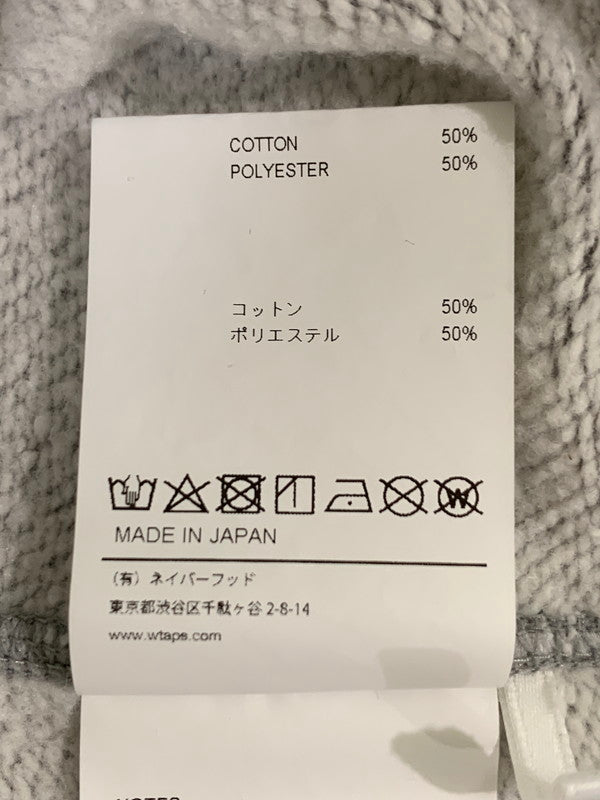 COTTON 50%
POLYESTER 50%
コットン 50%
ポリエステル 50%
W
MADE IN JAPAN
(有) ネイバーフッド
東京都渋谷区千駄ヶ谷 2-8-14
www.wtaps.com
NOTES